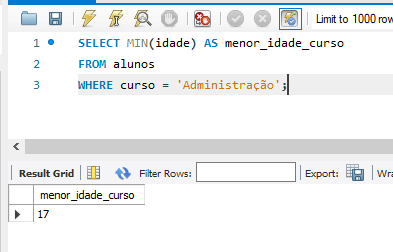 Limit to 1000 row
1 SELECT MIN(idade) AS menor_idade_curso
2 FROM alunos
3 WHERE curso = 'Administração';
Result Grid Filter Rows: Export: Wra
menor_idade_curso
17